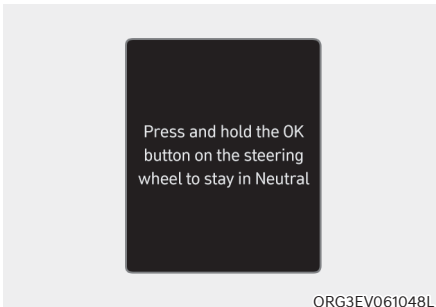 Press and hold the OK
button on the steering
wheel to stay in Neutral
ORG3EV061048L